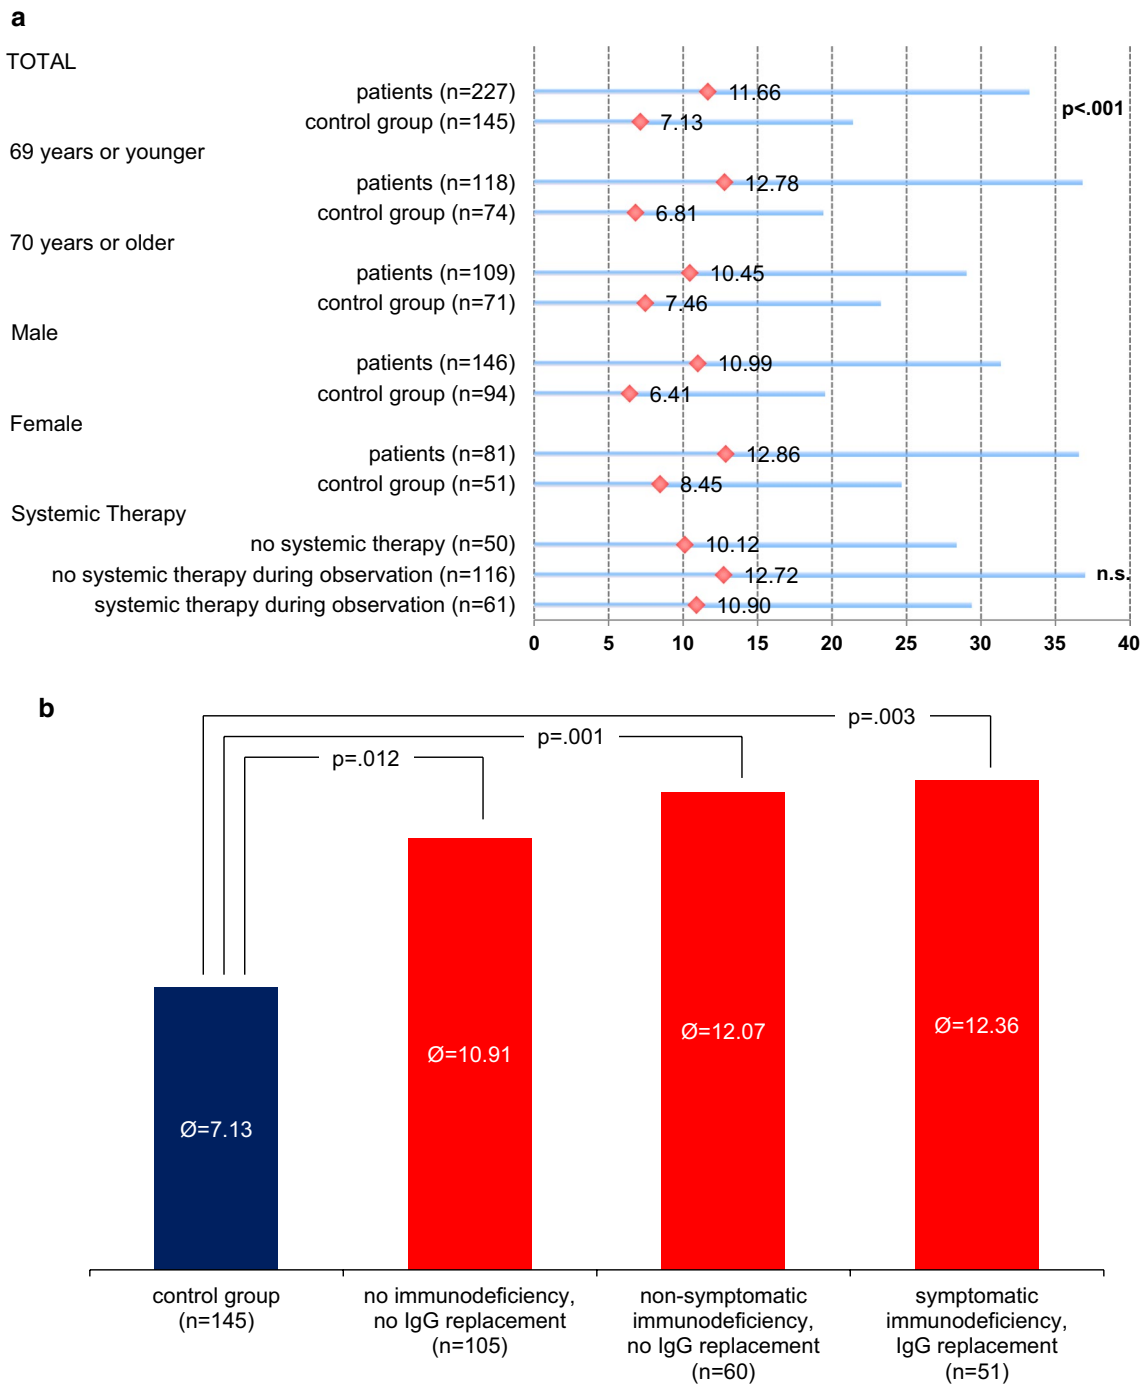 a
TOTAL
patients (n=227) 11.66
p<.001
control group (n=145) 7.13
69 years or younger
patients (n=118) 12.78
control group (n=74) 6.81
70 years or older
patients (n=109) 10.45
control group (n=71) 7.46
Male
patients (n=146) 10.99
control group (n=94) 6.41
Female
patients (n=81) 12.86
control group (n=51) 8.45
Systemic Therapy
no systemic therapy (n=50) 10.12
no systemic therapy during observation (n=116) 12.72 n.s.
systemic therapy during observation (n=61) 10.90
0 5 10 15 20 25 30 35 40
b
p=.003
p=.001
p=.012
Ø=7.13
Ø=10.91
Ø=12.07
Ø=12.36
control group
(n=145)
no immunodeficiency,
no IgG replacement
(n=105)
non-symptomatic
immunodeficiency,
no IgG replacement
(n=60)
symptomatic
immunodeficiency,
IgG replacement
(n=51)